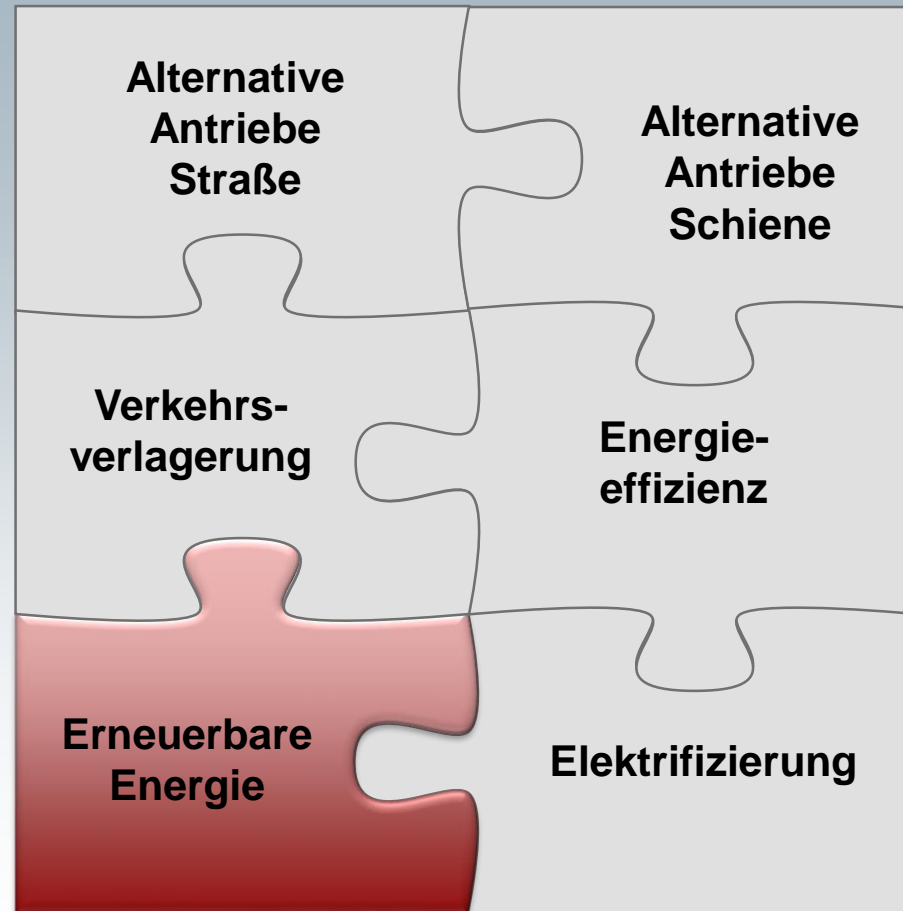 Alternative
Antriebe
Straße
Alternative
Antriebe
Schiene
Verkehrs-
verlagerung
Energie-
effizienz
Erneuerbare
Energie
Elektrifizierung